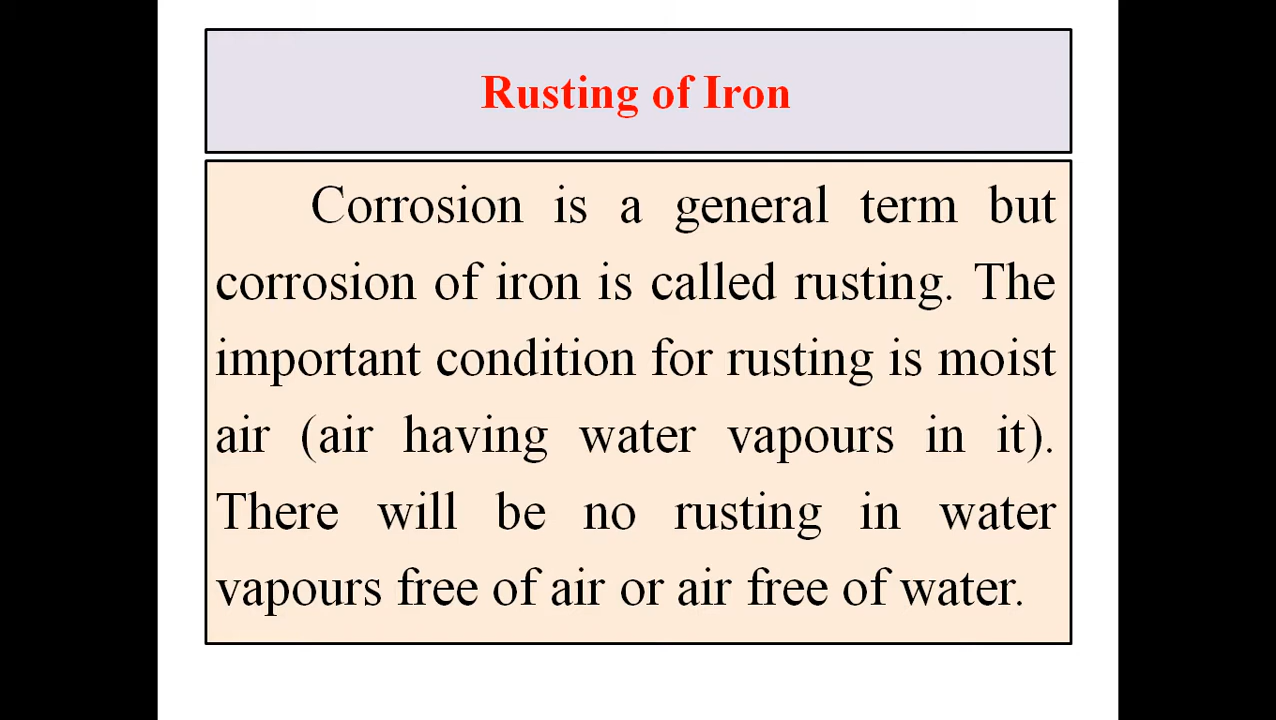 Rusting of Iron
Corrosion is a general term but
corrosion of iron is called rusting. The
important condition for rusting is moist
air (air having water vapours in it).
There will be no rusting in water
vapours free of air or air free of water.